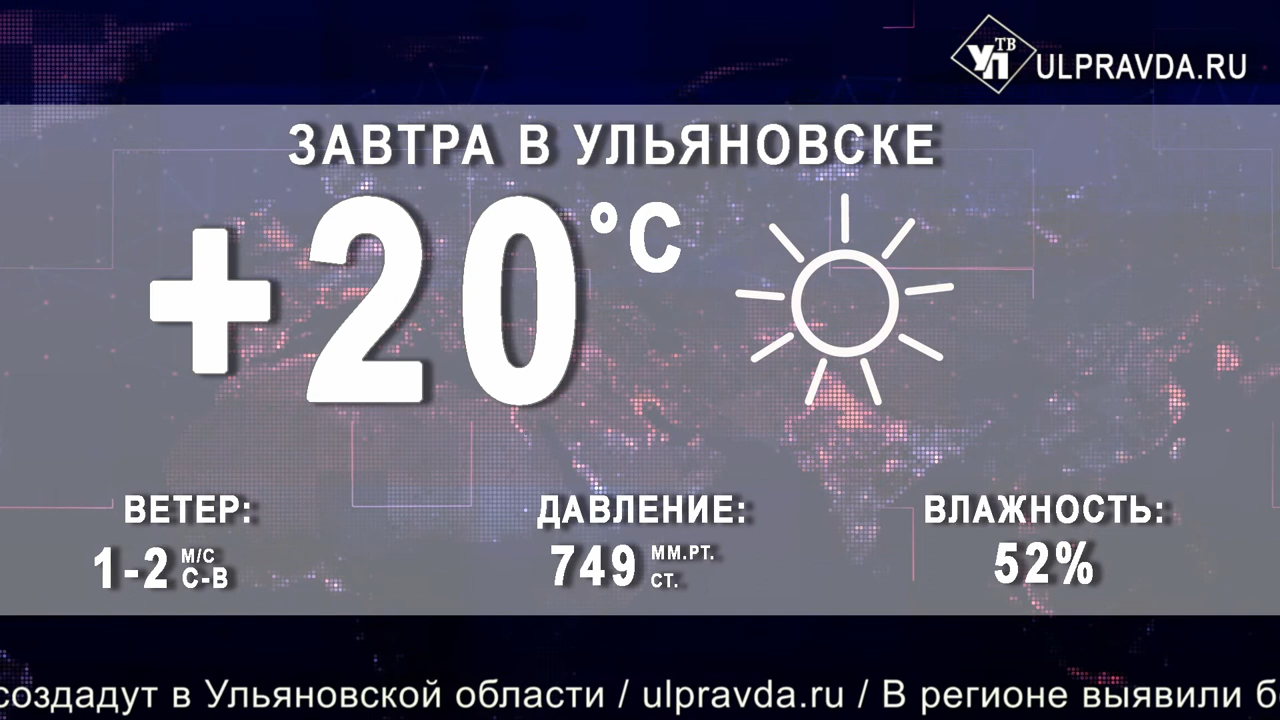 ТВ
УП
ULPRAVDA.RU
ЗАВТРА В УЛЬЯНОВСКЕ
+20°C
ВЕТЕР:
1-2 М/С
С-В
ДАВЛЕНИЕ:
749 ММ.РТ.
СТ.
ВЛАЖНОСТЬ:
52%
создадут в Ульяновской области / ulpravda.ru / В регионе выявили б